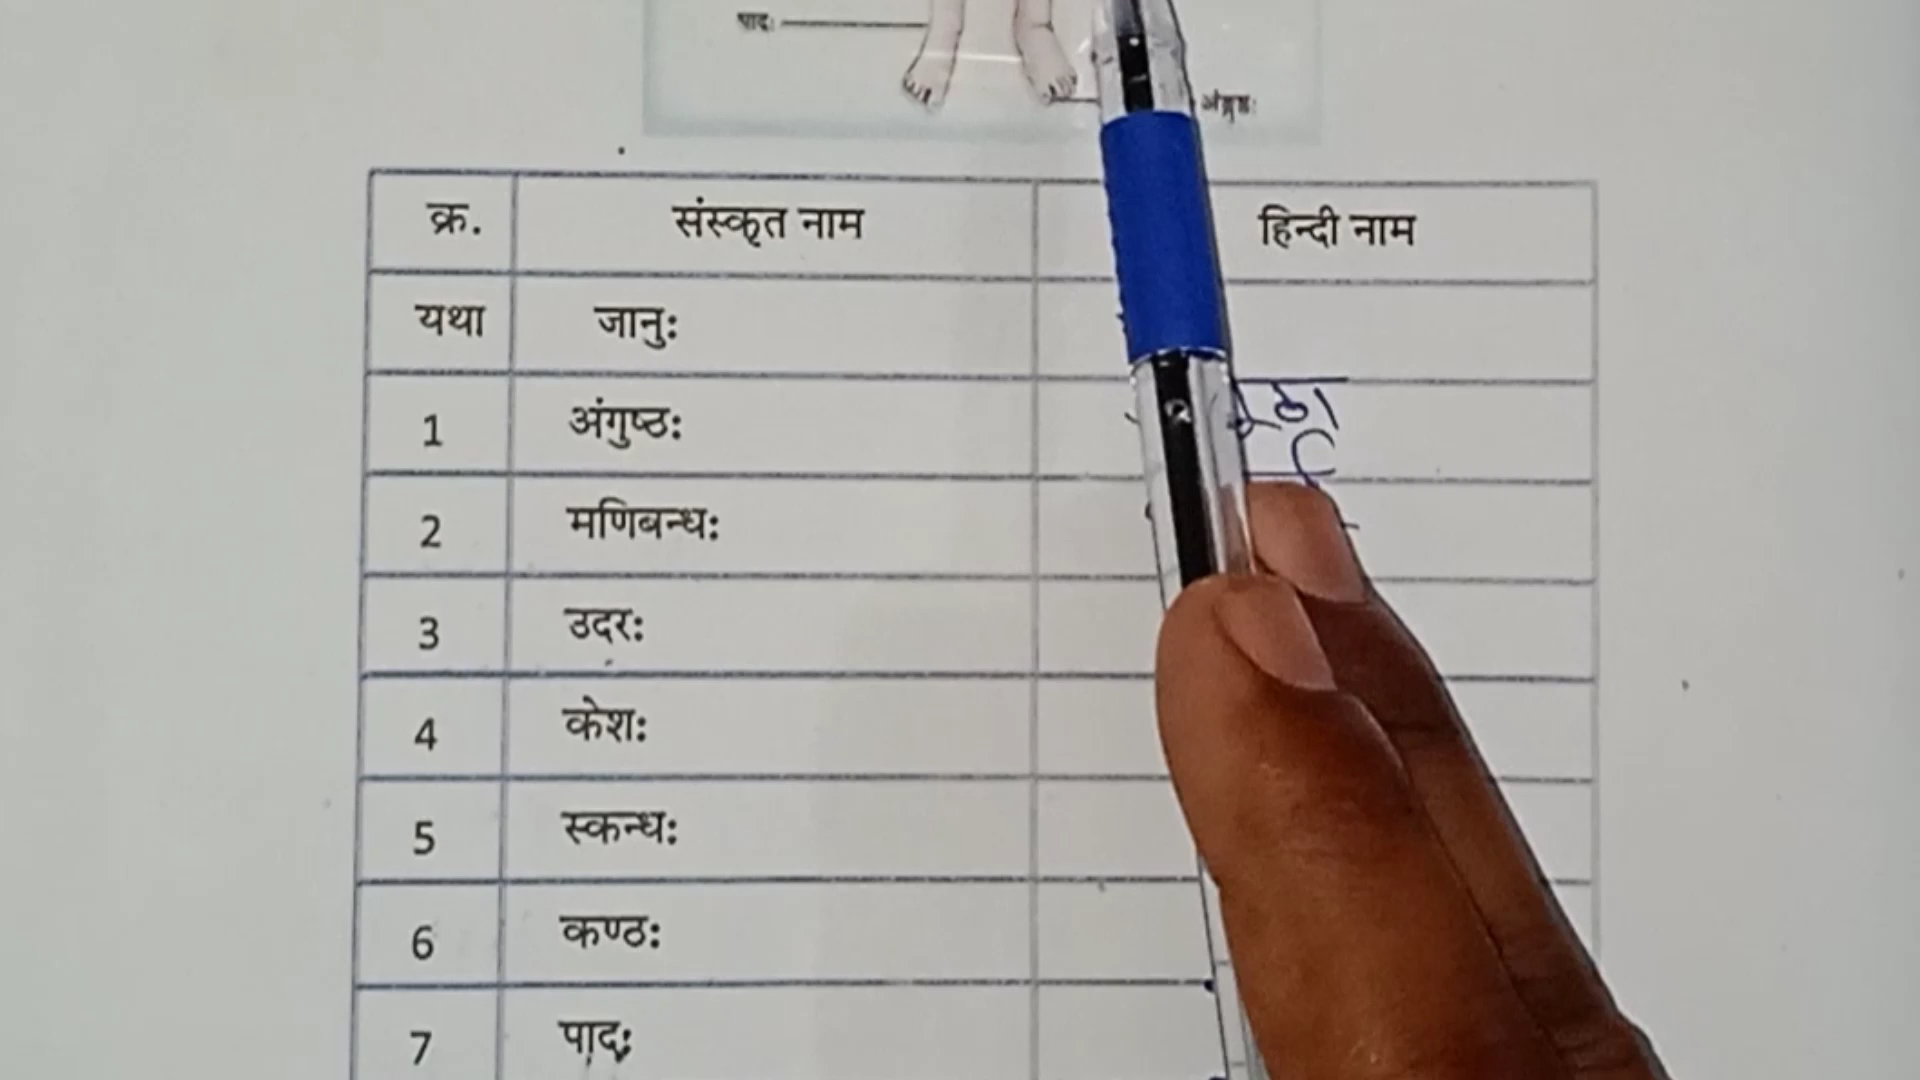 पादः
अंगुष्ठः
क्र. संस्कृत नाम हिन्दी नाम
यथा जानुः
1 अंगुष्ठः
2 मणिबन्धः
3 उदरः
4 केशः
5 स्कन्धः
6 कण्ठः
7 पादः